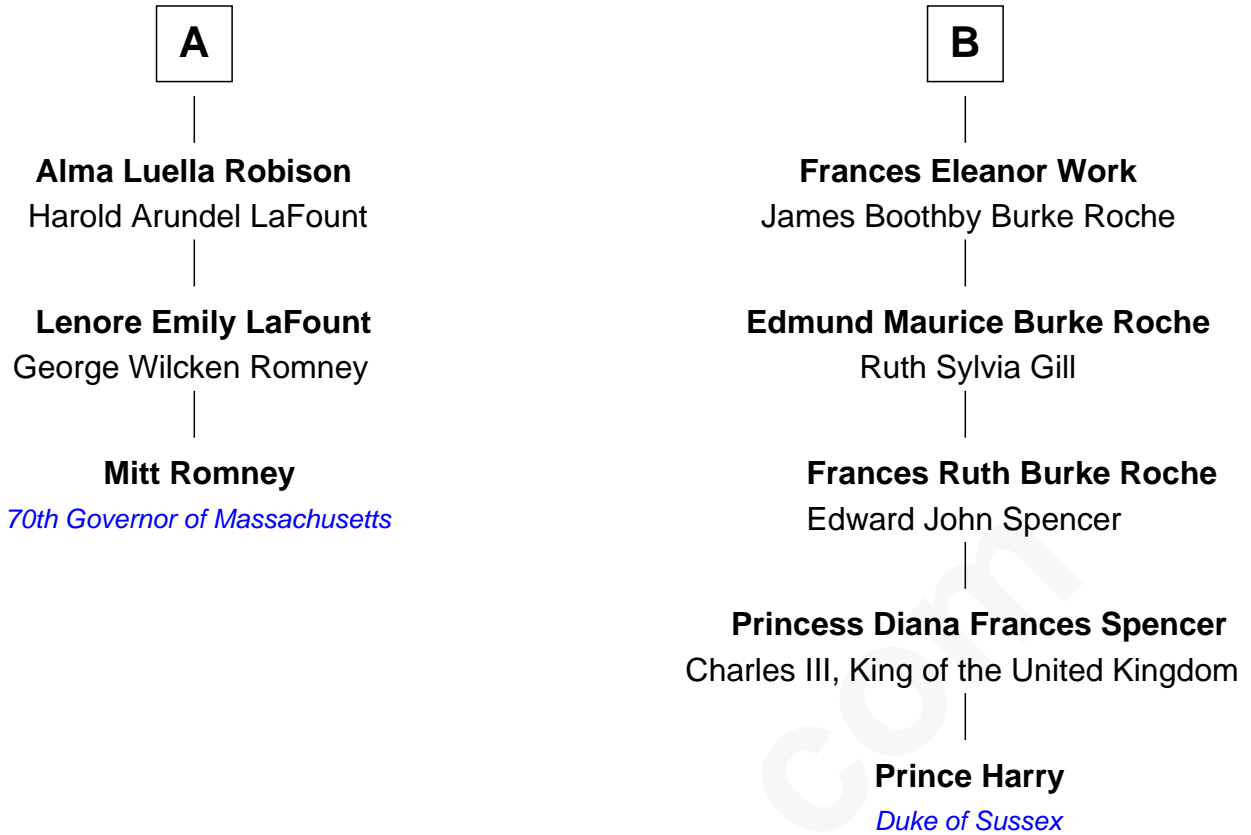 A
Alma Luella Robison
Harold Arundel LaFount
Lenore Emily LaFount
George Wilcken Romney
Mitt Romney
70th Governor of Massachusetts
B
Frances Eleanor Work
James Boothby Burke Roche
Edmund Maurice Burke Roche
Ruth Sylvia Gill
Frances Ruth Burke Roche
Edward John Spencer
Princess Diana Frances Spencer
Charles III, King of the United Kingdom
Prince Harry
Duke of Sussex
com